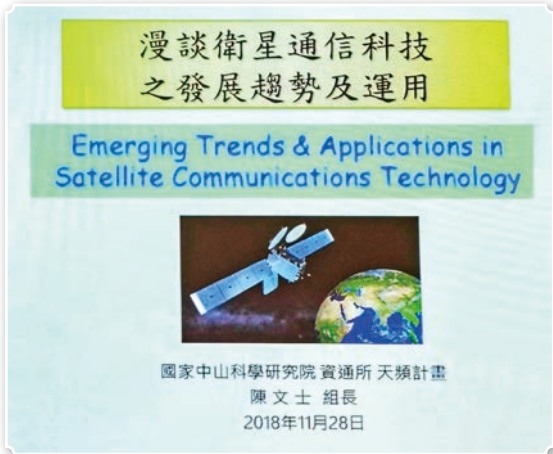 漫談衛星通信科技
之發展趨勢及運用
Emerging Trends & Applications in
Satellite Communications Technology
國家中山科學研究院 資通所 天頻計畫
陳文士 組長
2018年11月28日